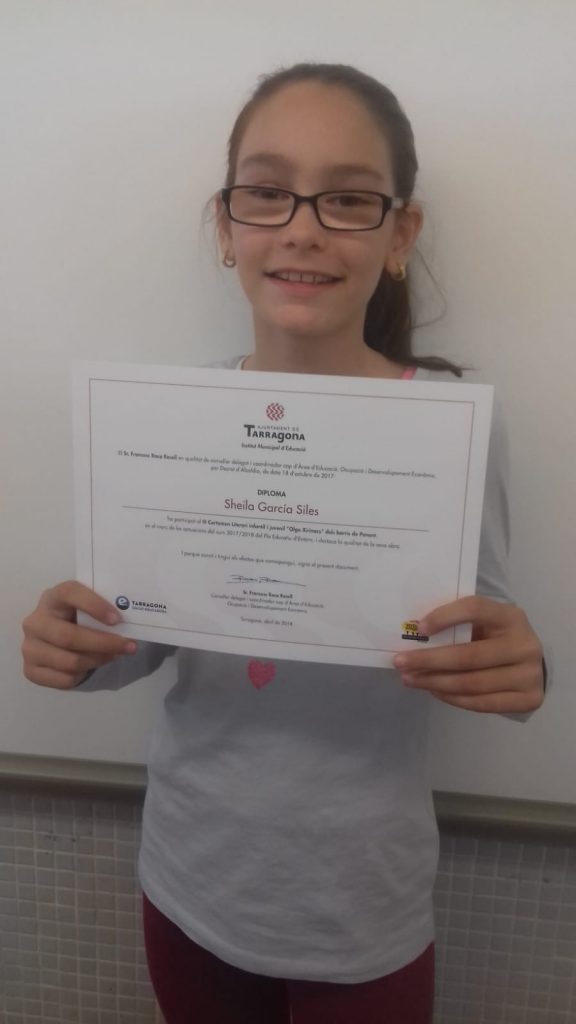 AJUNTAMENT DE
TARRAGONA
Institut Municipal d'Educació
El Sr. Francesc Roca Rosell en qualitat de conseller delegat i coordinador cap d'Àrea d'Educació, Ocupació i Desenvolupament Econòmic,
per Decret d'Alcaldia, de data 18 d'octubre de 2017
DIPLOMA
Sheila García Siles
ha participat al III Certamen Literari infantil i juvenil "Olga Xirinacs" dels barris de Ponent,
en el marc de les actuacions del curs 2017/2018 del Pla Educatiu d'Entorn, i destaca la qualitat de la seva obra.
I perquè consti i tingui els efectes que correspongui, signo el present document.
Sr. Francesc Roca Rosell
Conseller delegat i coordinador cap d'Àrea d'Educació,
Ocupació i Desenvolupament Econòmic
Tarragona, abril de 2018
e TARRAGONA
CIUTAT EDUCADORA